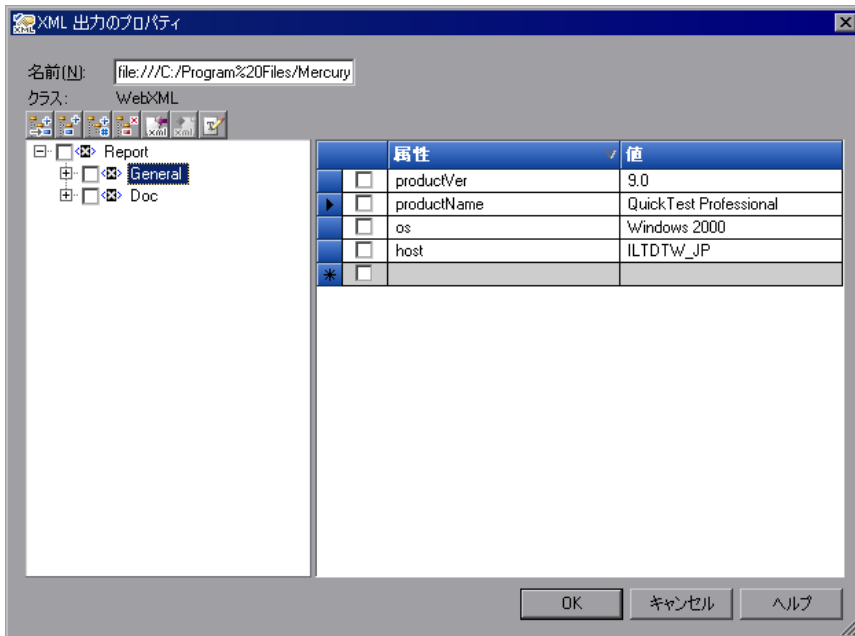 XML 出力のプロパティ
名前(N): file:///C:/Program%20Files/Mercury
クラス: WebXML
Report
General
Doc
属性 値
productVer 9.0
productName QuickTest Professional
os Windows 2000
host ILTDTW_JP
OK キャンセル ヘルプ